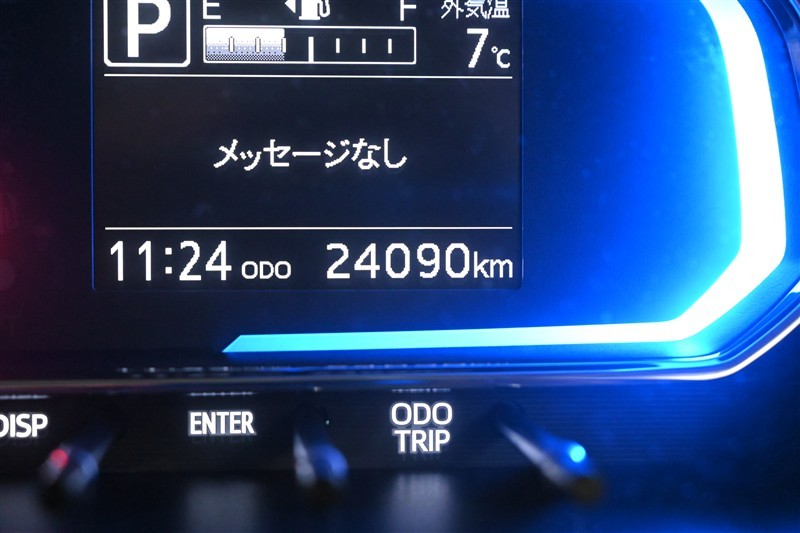 P E F 外気温
7℃
メッセージなし
11:24 ODO 24090km
DISP ENTER ODO
TRIP